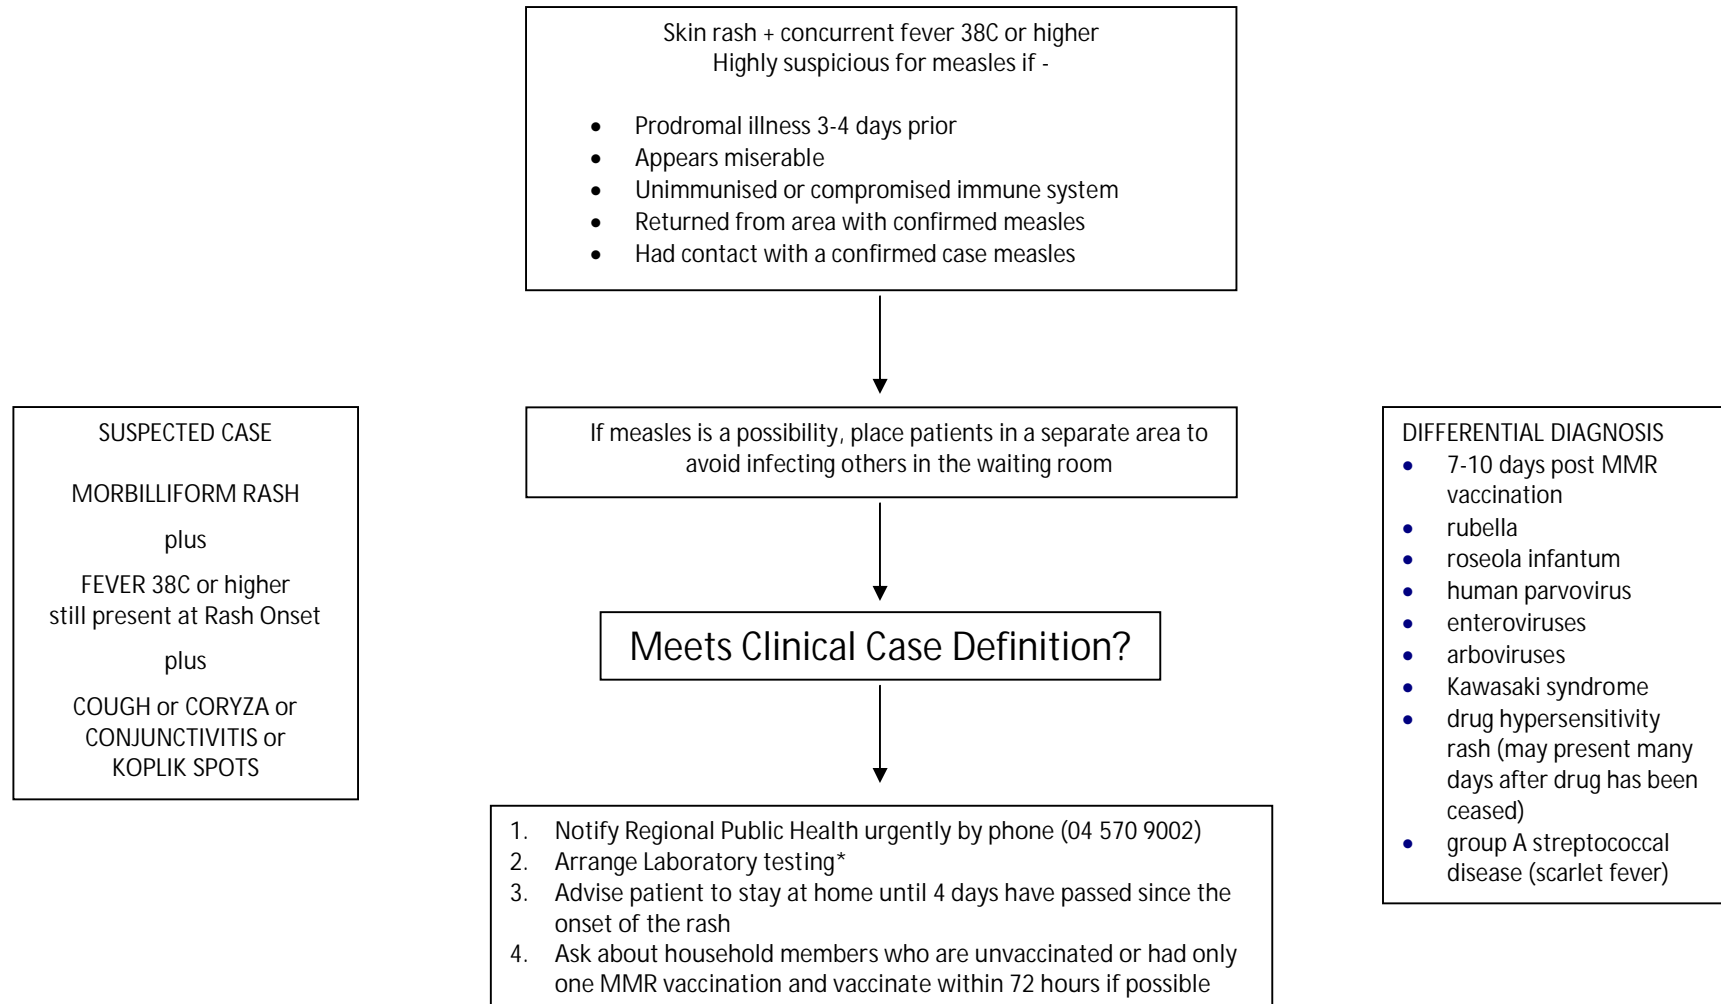 Skin rash + concurrent fever 38C or higher
Highly suspicious for measles if -
• Prodromal illness 3-4 days prior
• Appears miserable
• Unimmunised or compromised immune system
• Returned from area with confirmed measles
• Had contact with a confirmed case measles
If measles is a possibility, place patients in a separate area to
avoid infecting others in the waiting room
Meets Clinical Case Definition?
1. Notify Regional Public Health urgently by phone (04 570 9002)
2. Arrange Laboratory testing*
3. Advise patient to stay at home until 4 days have passed since the
onset of the rash
4. Ask about household members who are unvaccinated or had only
one MMR vaccination and vaccinate within 72 hours if possible
SUSPECTED CASE
MORBILLIFORM RASH
plus
FEVER 38C or higher
still present at Rash Onset
plus
COUGH or CORYZA or
CONJUNCTIVITIS or
KOPLIK SPOTS
DIFFERENTIAL DIAGNOSIS
• 7-10 days post MMR
vaccination
• rubella
• roseola infantum
• human parvovirus
• enteroviruses
• arboviruses
• Kawasaki syndrome
• drug hypersensitivity
rash (may present many
days after drug has been
ceased)
• group A streptococcal
disease (scarlet fever)